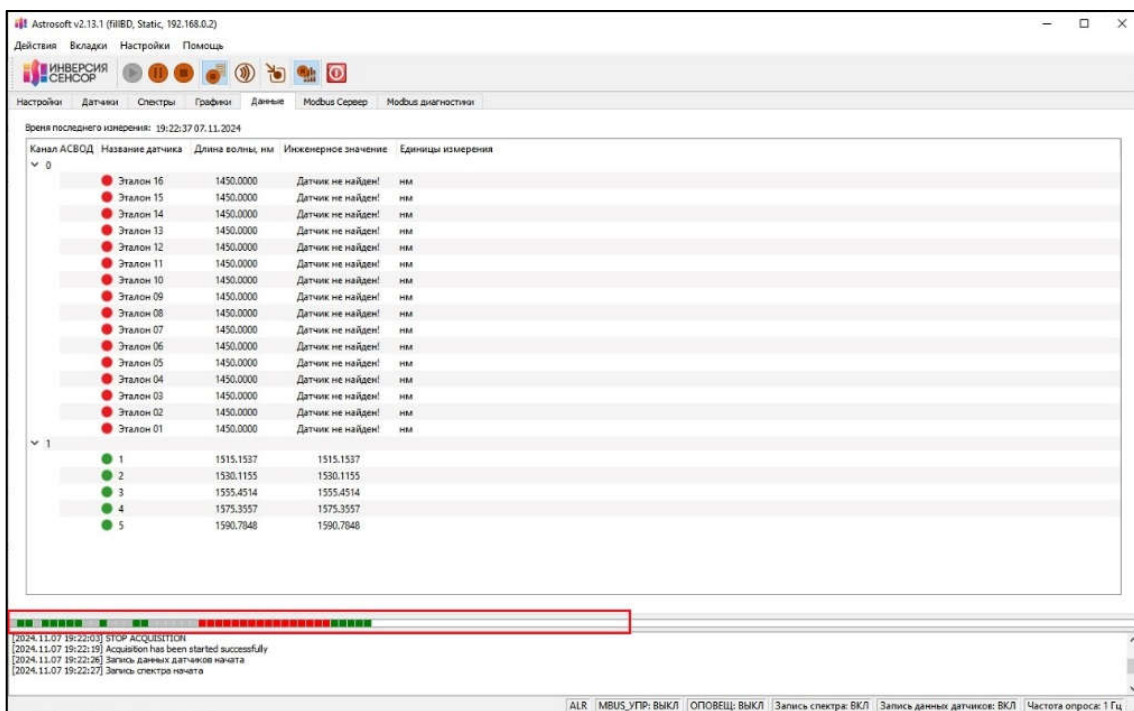 Astrosoft v2.13.1 (fillBD, Static, 192.168.0.2)
Действия Вкладки Настройки Помощь
ИНВЕРСИЯ
СЕНСОР
Настройки Датчики Спектры Графики Данные Modbus Сервер Modbus диагностики
Время последнего измерения: 19:22:37 07.11.2024
Канал АСВОД Название датчика Длина волны, нм Инженерное значение Единицы измерения
0
Эталон 16 1450.0000 Датчик не найден! нм
Эталон 15 1450.0000 Датчик не найден! нм
Эталон 14 1450.0000 Датчик не найден! нм
Эталон 13 1450.0000 Датчик не найден! нм
Эталон 12 1450.0000 Датчик не найден! нм
Эталон 11 1450.0000 Датчик не найден! нм
Эталон 10 1450.0000 Датчик не найден! нм
Эталон 09 1450.0000 Датчик не найден! нм
Эталон 08 1450.0000 Датчик не найден! нм
Эталон 07 1450.0000 Датчик не найден! нм
Эталон 06 1450.0000 Датчик не найден! нм
Эталон 05 1450.0000 Датчик не найден! нм
Эталон 04 1450.0000 Датчик не найден! нм
Эталон 03 1450.0000 Датчик не найден! нм
Эталон 02 1450.0000 Датчик не найден! нм
Эталон 01 1450.0000 Датчик не найден! нм
1
1 1515.1537 1515.1537
2 1530.1155 1530.1155
3 1555.4514 1555.4514
4 1575.3557 1575.3557
5 1590.7848 1590.7848
[2024.11.07 19:22:03] STOP ACQUISITION
[2024.11.07 19:22:19] Acquisition has been started successfully
[2024.11.07 19:22:26] Запись данных датчиков начата
[2024.11.07 19:22:27] Запись спектра начата
ALR MBUS_УПР: ВЫКЛ ОПОВЕЩ: ВЫКЛ Запись спектра: ВКЛ Запись данных датчиков: ВКЛ Частота опроса: 1 Гц